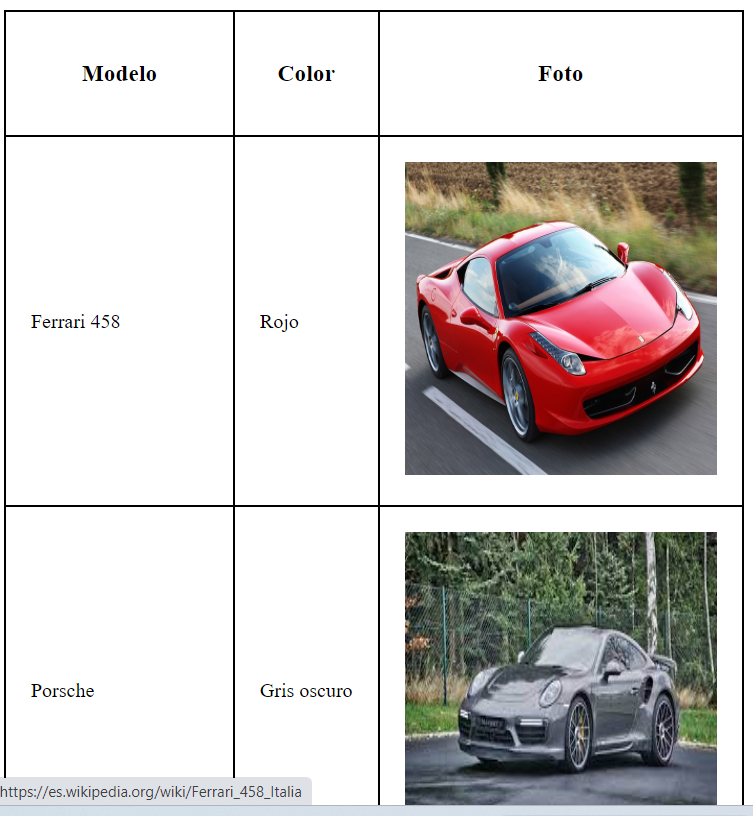 Modelo Color Foto
Ferrari 458 Rojo
Porsche Gris oscuro
https://es.wikipedia.org/wiki/Ferrari_458_Italia